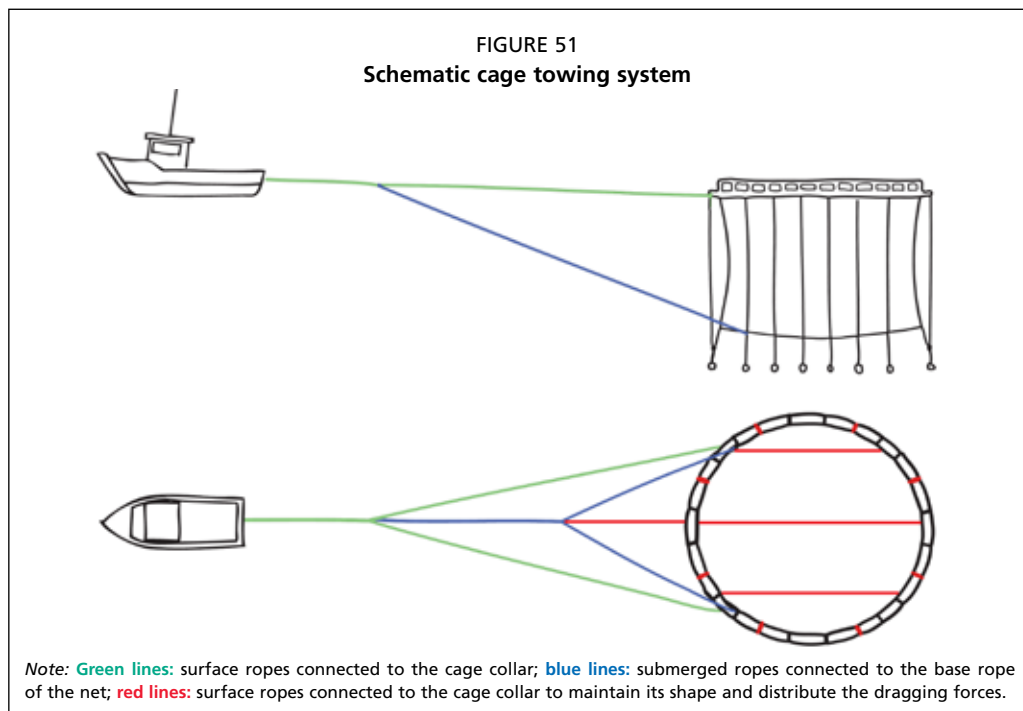 FIGURE 51
Schematic cage towing system
Note: Green lines: surface ropes connected to the cage collar; blue lines: submerged ropes connected to the base rope
of the net; red lines: surface ropes connected to the cage collar to maintain its shape and distribute the dragging forces.